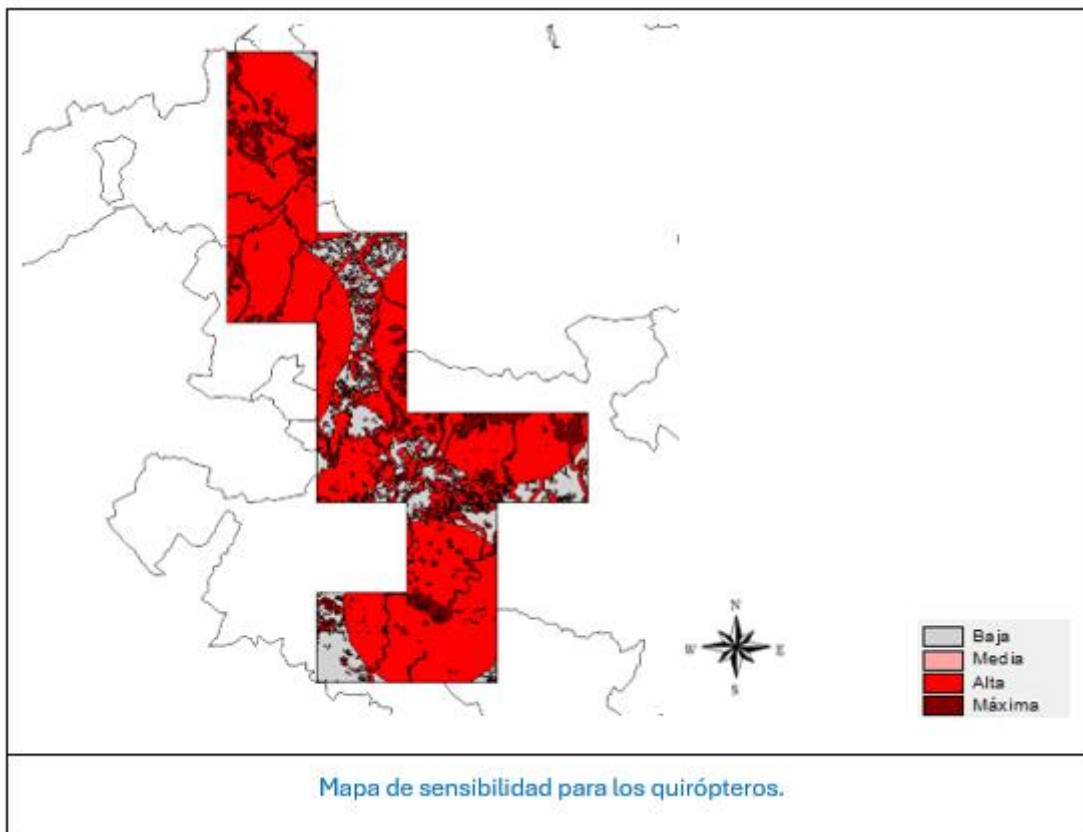 N
W
E
S
Baja
Media
Alta
Máxima
Mapa de sensibilidad para los quirópteros.